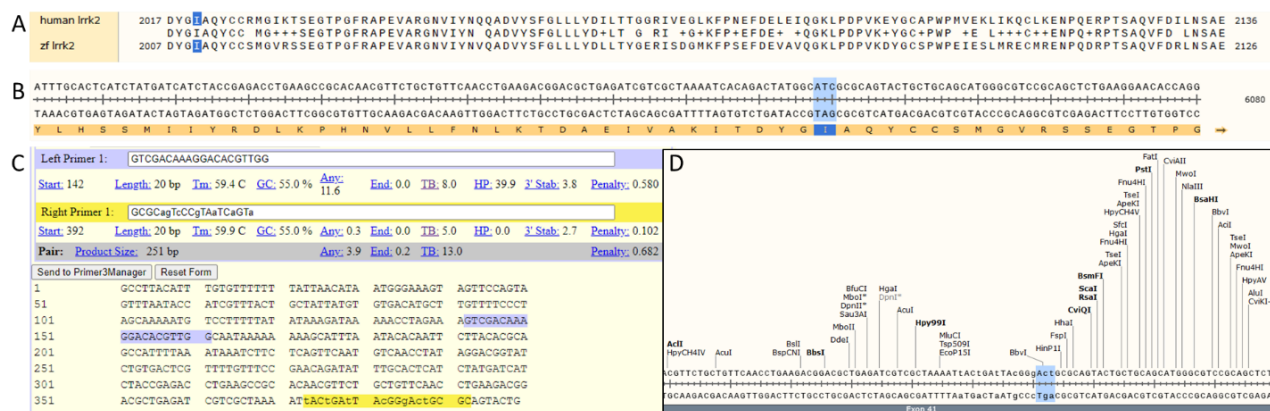 A
human lrrk2 2017 DYGIAQYCCRMGIKTSEGTPGFRAPEVARGNVIYNQQADVYSFGLLLYDILTTGGRIVEGLKFPNEFDELEIQGKLPDPVKEYGCAPWPMVEKLIKQCLKENPQERPTSAQVFDILNSAE 2136
DYGIAQYCC MG+++SEGTPGFRAPEVARGNVIYN QADVYSFGLLLYD+LT G RI +G+KFP+EFDE+ +QGKLPDPVK+YGC+PWP +E L+++C++ENPQ+RPTSAQVFD LNSAE
zf lrrk2 2007 DYGIAQYCCSMGVRSSEGTPGFRAPEVARGNVIYNVQADVYSFGLLLYDLLTYGERISDGMKFPSEFDEVAVQGKLPDPVKDYGCSPWPEIESLMRECMRENPQDRPTSAQVFDRLNSAE 2126
B
ATTTGCACTCATCTATGATCATCTACCGAGACCTGAAGCCGCACAACGTTCTGCTGTTCAACCTGAAGACGGACGCTGAGATCGTCGCTAAAATCACAGACTATGGCATCGCGCAGTACTGCTGCAGCATGGGCGTCCGCAGCTCTGAAGGAACACCAGG
6080
TAAACGTGAGTAGATACTAGTAGATGGCTCTGGACTTCGGCGTGTTGCAAGACGACAAGTTGGACTTCTGCCTGCGACTCTAGCAGCGATTTTAGTGTCTGATACCGTAGCGCGTCATGACGACGTCGTACCCGCAGGCGTCGAGACTTCCTTGTGGTCC
Y L H S S M I I Y R D L K P H N V L L F N L K T D A E I V A K I T D Y G I A Q Y C C S M G V R S S E G T P G
C
Left Primer 1: GTCGACAAAGGACACGTTGG
Start: 142 Length: 20 bp Tm: 59.4 C GC: 55.0 % Any: 11.6 End: 0.0 TB: 8.0 HP: 39.9 3' Stab: 3.8 Penalty: 0.580
Right Primer 1: GCGCagTcCCgTAaTCaGTa
Start: 392 Length: 20 bp Tm: 59.9 C GC: 55.0 % Any: 0.3 End: 0.0 TB: 5.0 HP: 0.0 3' Stab: 2.7 Penalty: 0.102
Pair: Product Size: 251 bp Any: 3.9 End: 0.2 TB: 13.0 Penalty: 0.682
Send to Primer3Manager Reset Form
1 GCCTTACATT TGTGTTTTTT TATTAACATA ATGGGAAAGT AGTTCCAGTA
51 GTTAATACC ATCGTTTACT GCTATTATGT GTGACATGCT TGTTTTCCCT
101 AGCAAAAATG TCCTTTTTAT ATAAAGATAA AAACCTAGAA AGTCGACAAA
151 GGACACGTTG GCAATAAAAA AAAGCATTTA ATACACAATT CTTACACGCA
201 GCCATTTTAA ATAAATCTTC TCAGTTCAAT GTCAACCTAT AGGACGGTAT
251 CTGTGACTCG TTTTGTTTCC GAACAGATAT TTGCACTCAT CTATGATCAT
301 CTACCGAGAC CTGAAGCCGC ACAACGTTCT GCTGTTCAAC CTGAAGACGG
351 ACGCTGAGAT CGTCGCTAAA ATtACtGAtT AcGGgActGC GCAGTACTG
D
FatI
PstI CviAII
Fnu4HI MwoI
TseI NlaIII
ApeKI
HpyCH4V BsaHI
SfcI BbvI
HgaI AciI
Fnu4HI
TseI TseI
ApeKI MwoI
ApeKI
BsmFI Fnu4HI
BfuCI ScaI HpyAV
MboI* HgaI RsaI AluI
DpnII* DpnI* CviQI CviKI-
Sau3AI AcuI
MboII Hpy99I MluCI HhaI
DdeI Tsp509I FspI
AclI BslI EcoP15I HinP1I
HpyCH4IV AcuI BspCNI BbsI BbvI
ACGTTCTGCTGTTCAACCTGAAGACGGACGCTGAGATCGTCGCTAAAATtACtGATTACGGgACtGCGCAGTACTGCTGCAGCATGGGCGTCCGCAGCTCT
TGCAAGACGACAAGTTGGACTTCTGCCTGCGACTCTAGCAGCGATTTTAaTGaCTAATGCCcTgaCGCGTCATGACGACGTCGTACCCGCAGGCGTCGAGA
Exon 41